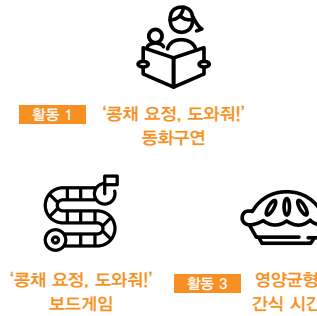 활동 1 '콩채 요정, 도와줘!'
동화구연
'콩채 요정, 도와줘!'
보드게임
활동 3 영양균형
간식 시간